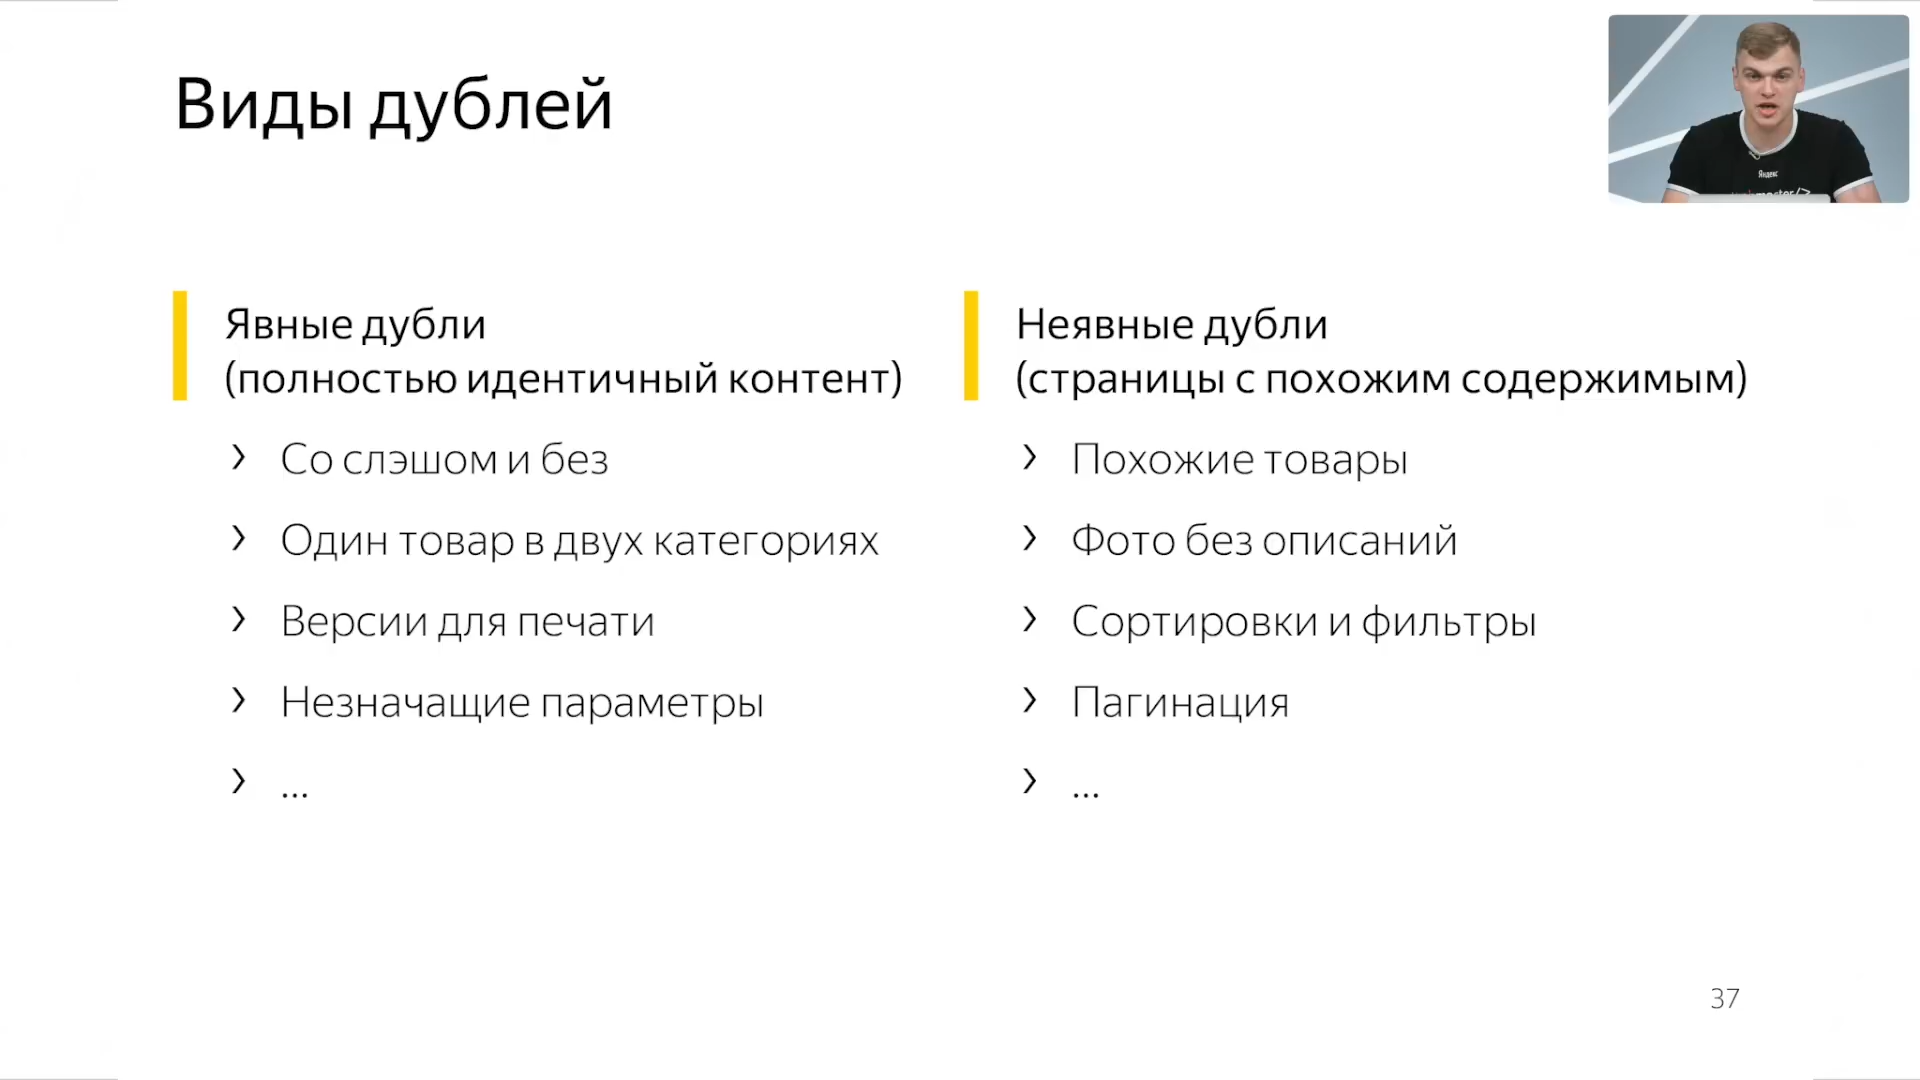 Виды дублей
Явные дубли
(полностью идентичный контент)
› Со слэшом и без
› Один товар в двух категориях
› Версии для печати
› Незначащие параметры
› ...
Неявные дубли
(страницы с похожим содержимым)
› Похожие товары
› Фото без описаний
› Сортировки и фильтры
› Пагинация
› ...
Яндекс
37